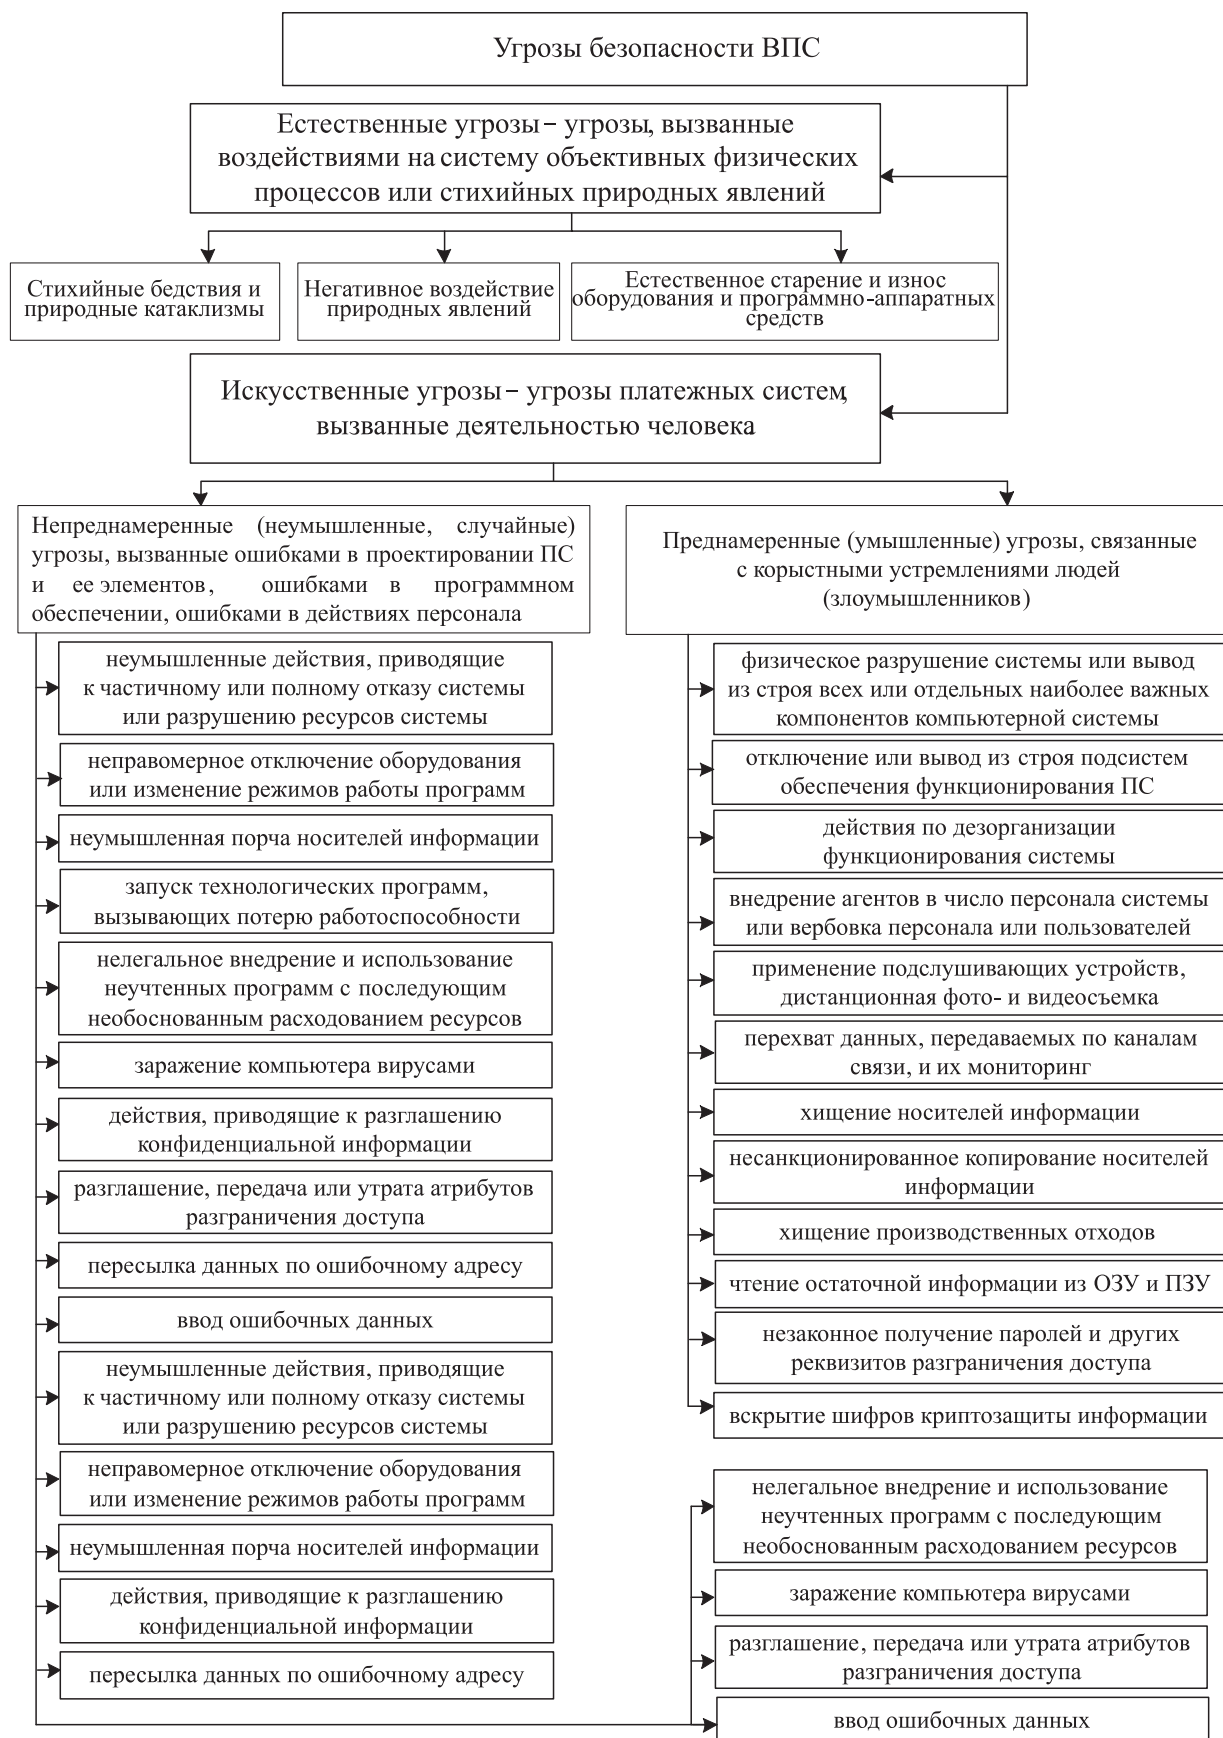 Угрозы безопасности ВПС
Естественные угрозы – угрозы, вызванные
воздействиями на систему объективных физических
процессов или стихийных природных явлений
Стихийные бедствия и
природные катаклизмы
Негативное воздействие
природных явлений
Естественное старение и износ
оборудования и программно-аппаратных
средств
Искусственные угрозы – угрозы платежных систем,
вызванные деятельностью человека
Непреднамеренные (неумышленные, случайные)
угрозы, вызванные ошибками в проектировании ПС
и ее элементов, ошибками в программном
обеспечении, ошибками в действиях персонала
неумышленные действия, приводящие
к частичному или полному отказу системы
или разрушению ресурсов системы
неправомерное отключение оборудования
или изменение режимов работы программ
неумышленная порча носителей информации
запуск технологических программ,
вызывающих потерю работоспособности
нелегальное внедрение и использование
неучтенных программ с последующим
необоснованным расходованием ресурсов
заражение компьютера вирусами
действия, приводящие к разглашению
конфиденциальной информации
разглашение, передача или утрата атрибутов
разграничения доступа
пересылка данных по ошибочному адресу
ввод ошибочных данных
неумышленные действия, приводящие
к частичному или полному отказу системы
или разрушению ресурсов системы
неправомерное отключение оборудования
или изменение режимов работы программ
неумышленная порча носителей информации
действия, приводящие к разглашению
конфиденциальной информации
пересылка данных по ошибочному адресу
Преднамеренные (умышленные) угрозы, связанные
с корыстными устремлениями людей
(злоумышленников)
физическое разрушение системы или вывод
из строя всех или отдельных наиболее важных
компонентов компьютерной системы
отключение или вывод из строя подсистем
обеспечения функционирования ПС
действия по дезорганизации
функционирования системы
внедрение агентов в число персонала системы
или вербовка персонала или пользователей
применение подслушивающих устройств,
дистанционная фото- и видеосъемка
перехват данных, передаваемых по каналам
связи, и их мониторинг
хищение носителей информации
несанкционированное копирование носителей
информации
хищение производственных отходов
чтение остаточной информации из ОЗУ и ПЗУ
незаконное получение паролей и других
реквизитов разграничения доступа
вскрытие шифров криптозащиты информации
нелегальное внедрение и использование
неучтенных программ с последующим
необоснованным расходованием ресурсов
заражение компьютера вирусами
разглашение, передача или утрата атрибутов
разграничения доступа
ввод ошибочных данных